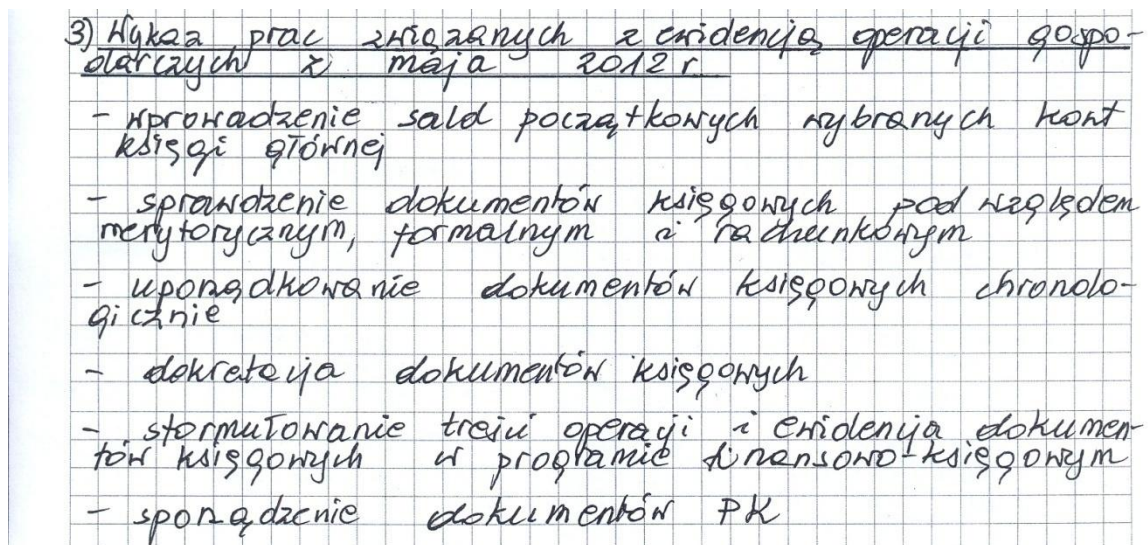 3) Wykaz prac związanych z ewidencją operacji gospo-
darczych z maja 2012 r.
- wprowadzenie sald początkowych wybranych kont
księgi głównej
- sprawdzenie dokumentów księgowych pod względem
merytorycznym, formalnym i rachunkowym
- uporządkowanie dokumentów księgowych chronolo-
gicznie
- dekretacja dokumentów księgowych
- sformułowanie treści operacji i ewidencja dokumen-
tów księgowych w programie finansowo-księgowym
- sporządzenie dokumentów PK